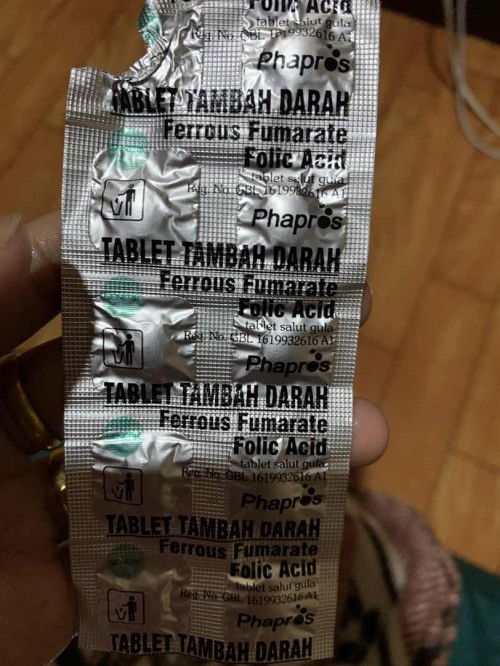 Folic Acid
tablet salut gula
Reg. No. GBL 1619932616 A1
Phapros
TABLET TAMBAH DARAH
Ferrous Fumarate
Folic Acid
tablet salut gula
Reg. No. GBL 1619932616 A1
Phapros
TABLET TAMBAH DARAH
Ferrous Fumarate
Folic Acid
tablet salut gula
Reg. No. GBL 1619932616 A1
Phapros
TABLET TAMBAH DARAH
Ferrous Fumarate
Folic Acid
tablet salut gula
Reg. No. GBL 1619932616 A1
Phapros
TABLET TAMBAH DARAH
Ferrous Fumarate
Folic Acid
tablet salut gula
Reg. No. GBL 1619932616 A1
Phapros
TABLET TAMBAH DARAH